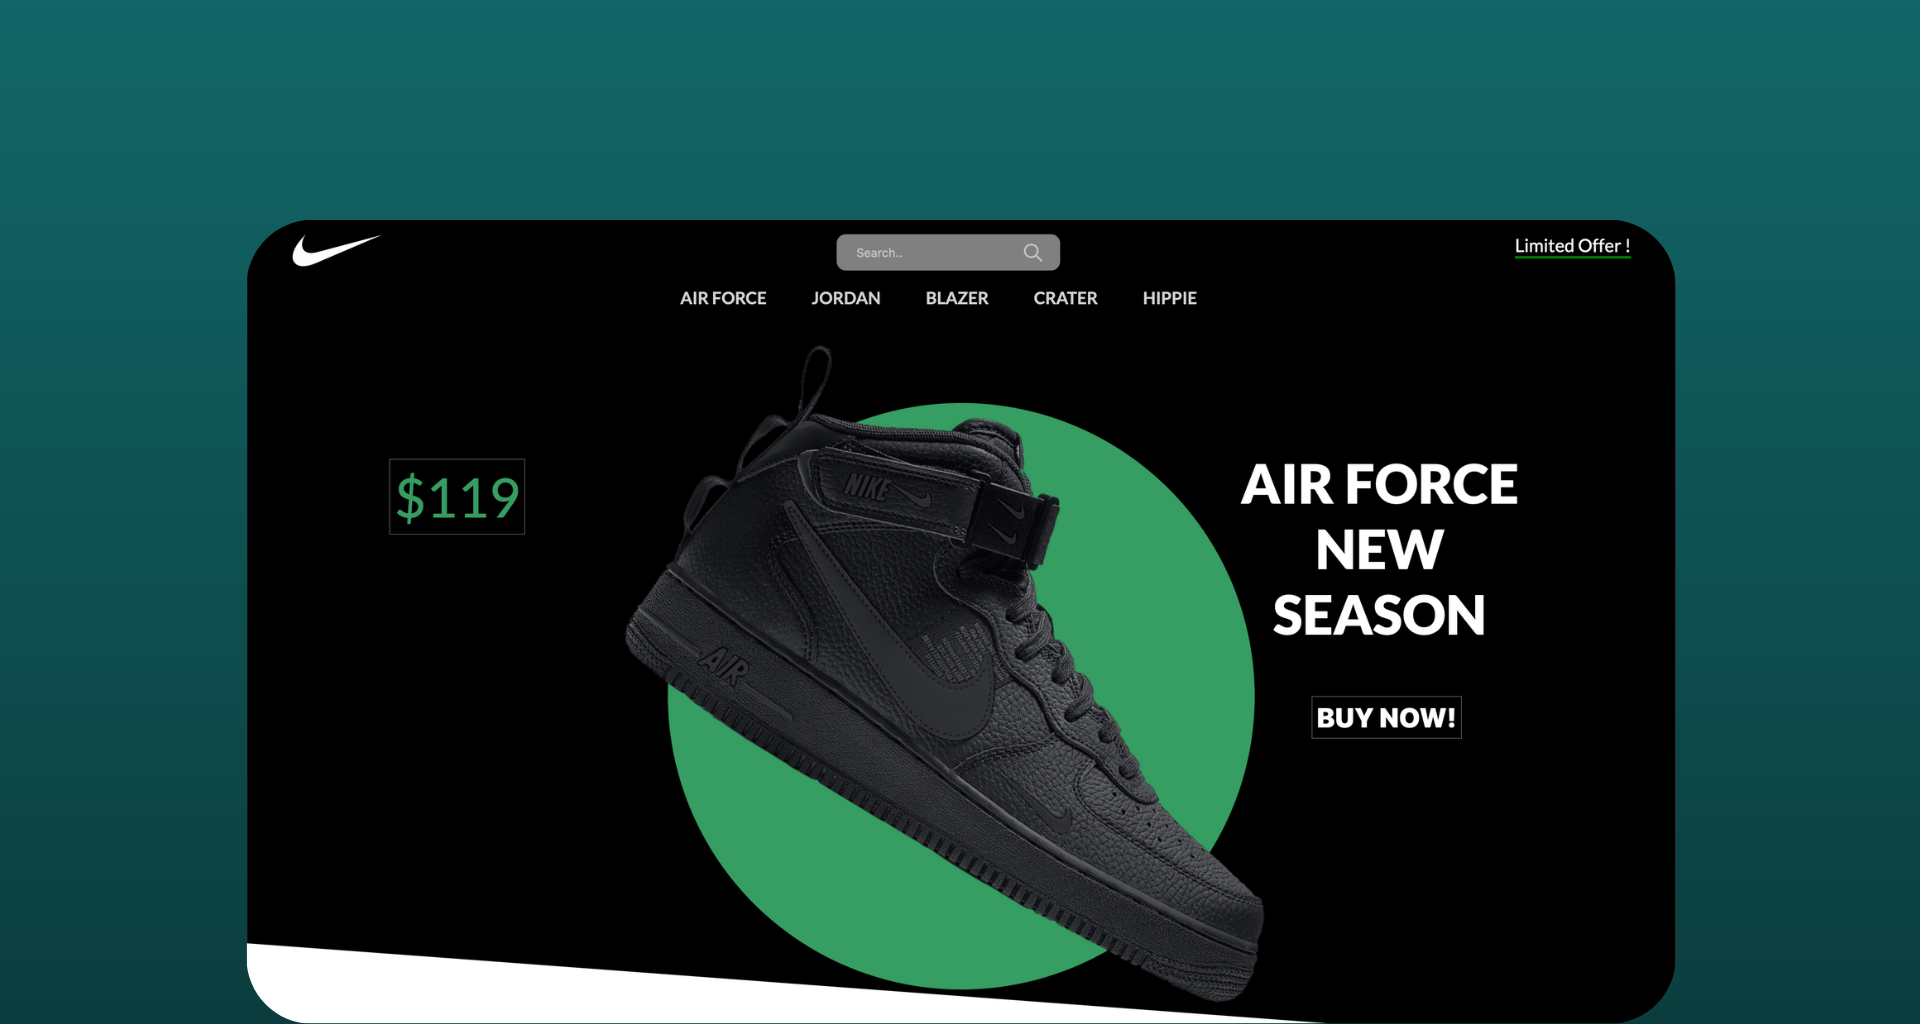 Search..
Limited Offer !
AIR FORCE JORDAN BLAZER CRATER HIPPIE
$119
NIKE
AIR
AIR FORCE
NEW
SEASON
BUY NOW!